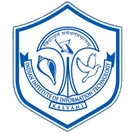 INDIAN INSTITUTE OF INFORMATION TECHNOLOGY
KALYANI